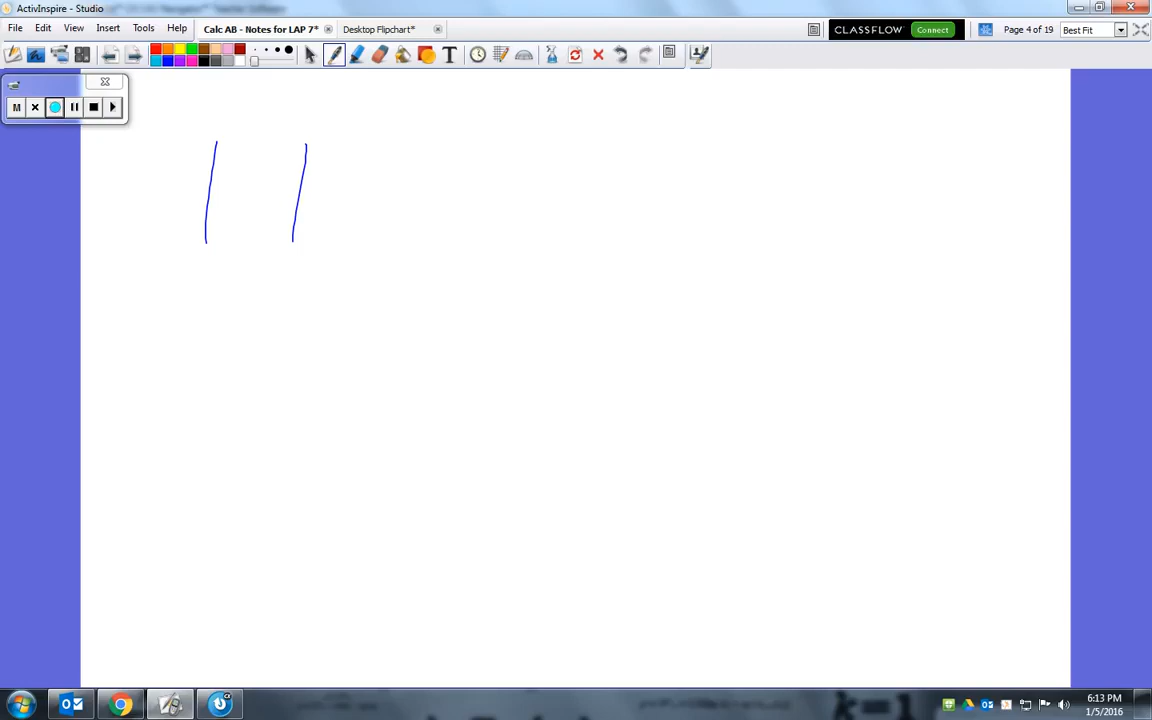 ActivInspire - Studio
File Edit View Insert Tools Help
Calc AB - Notes for LAP 7*
Desktop Flipchart*
CLASSFLOW Connect
Page 4 of 19
Best Fit
M
T
k=1
6:13 PM
1/5/2016